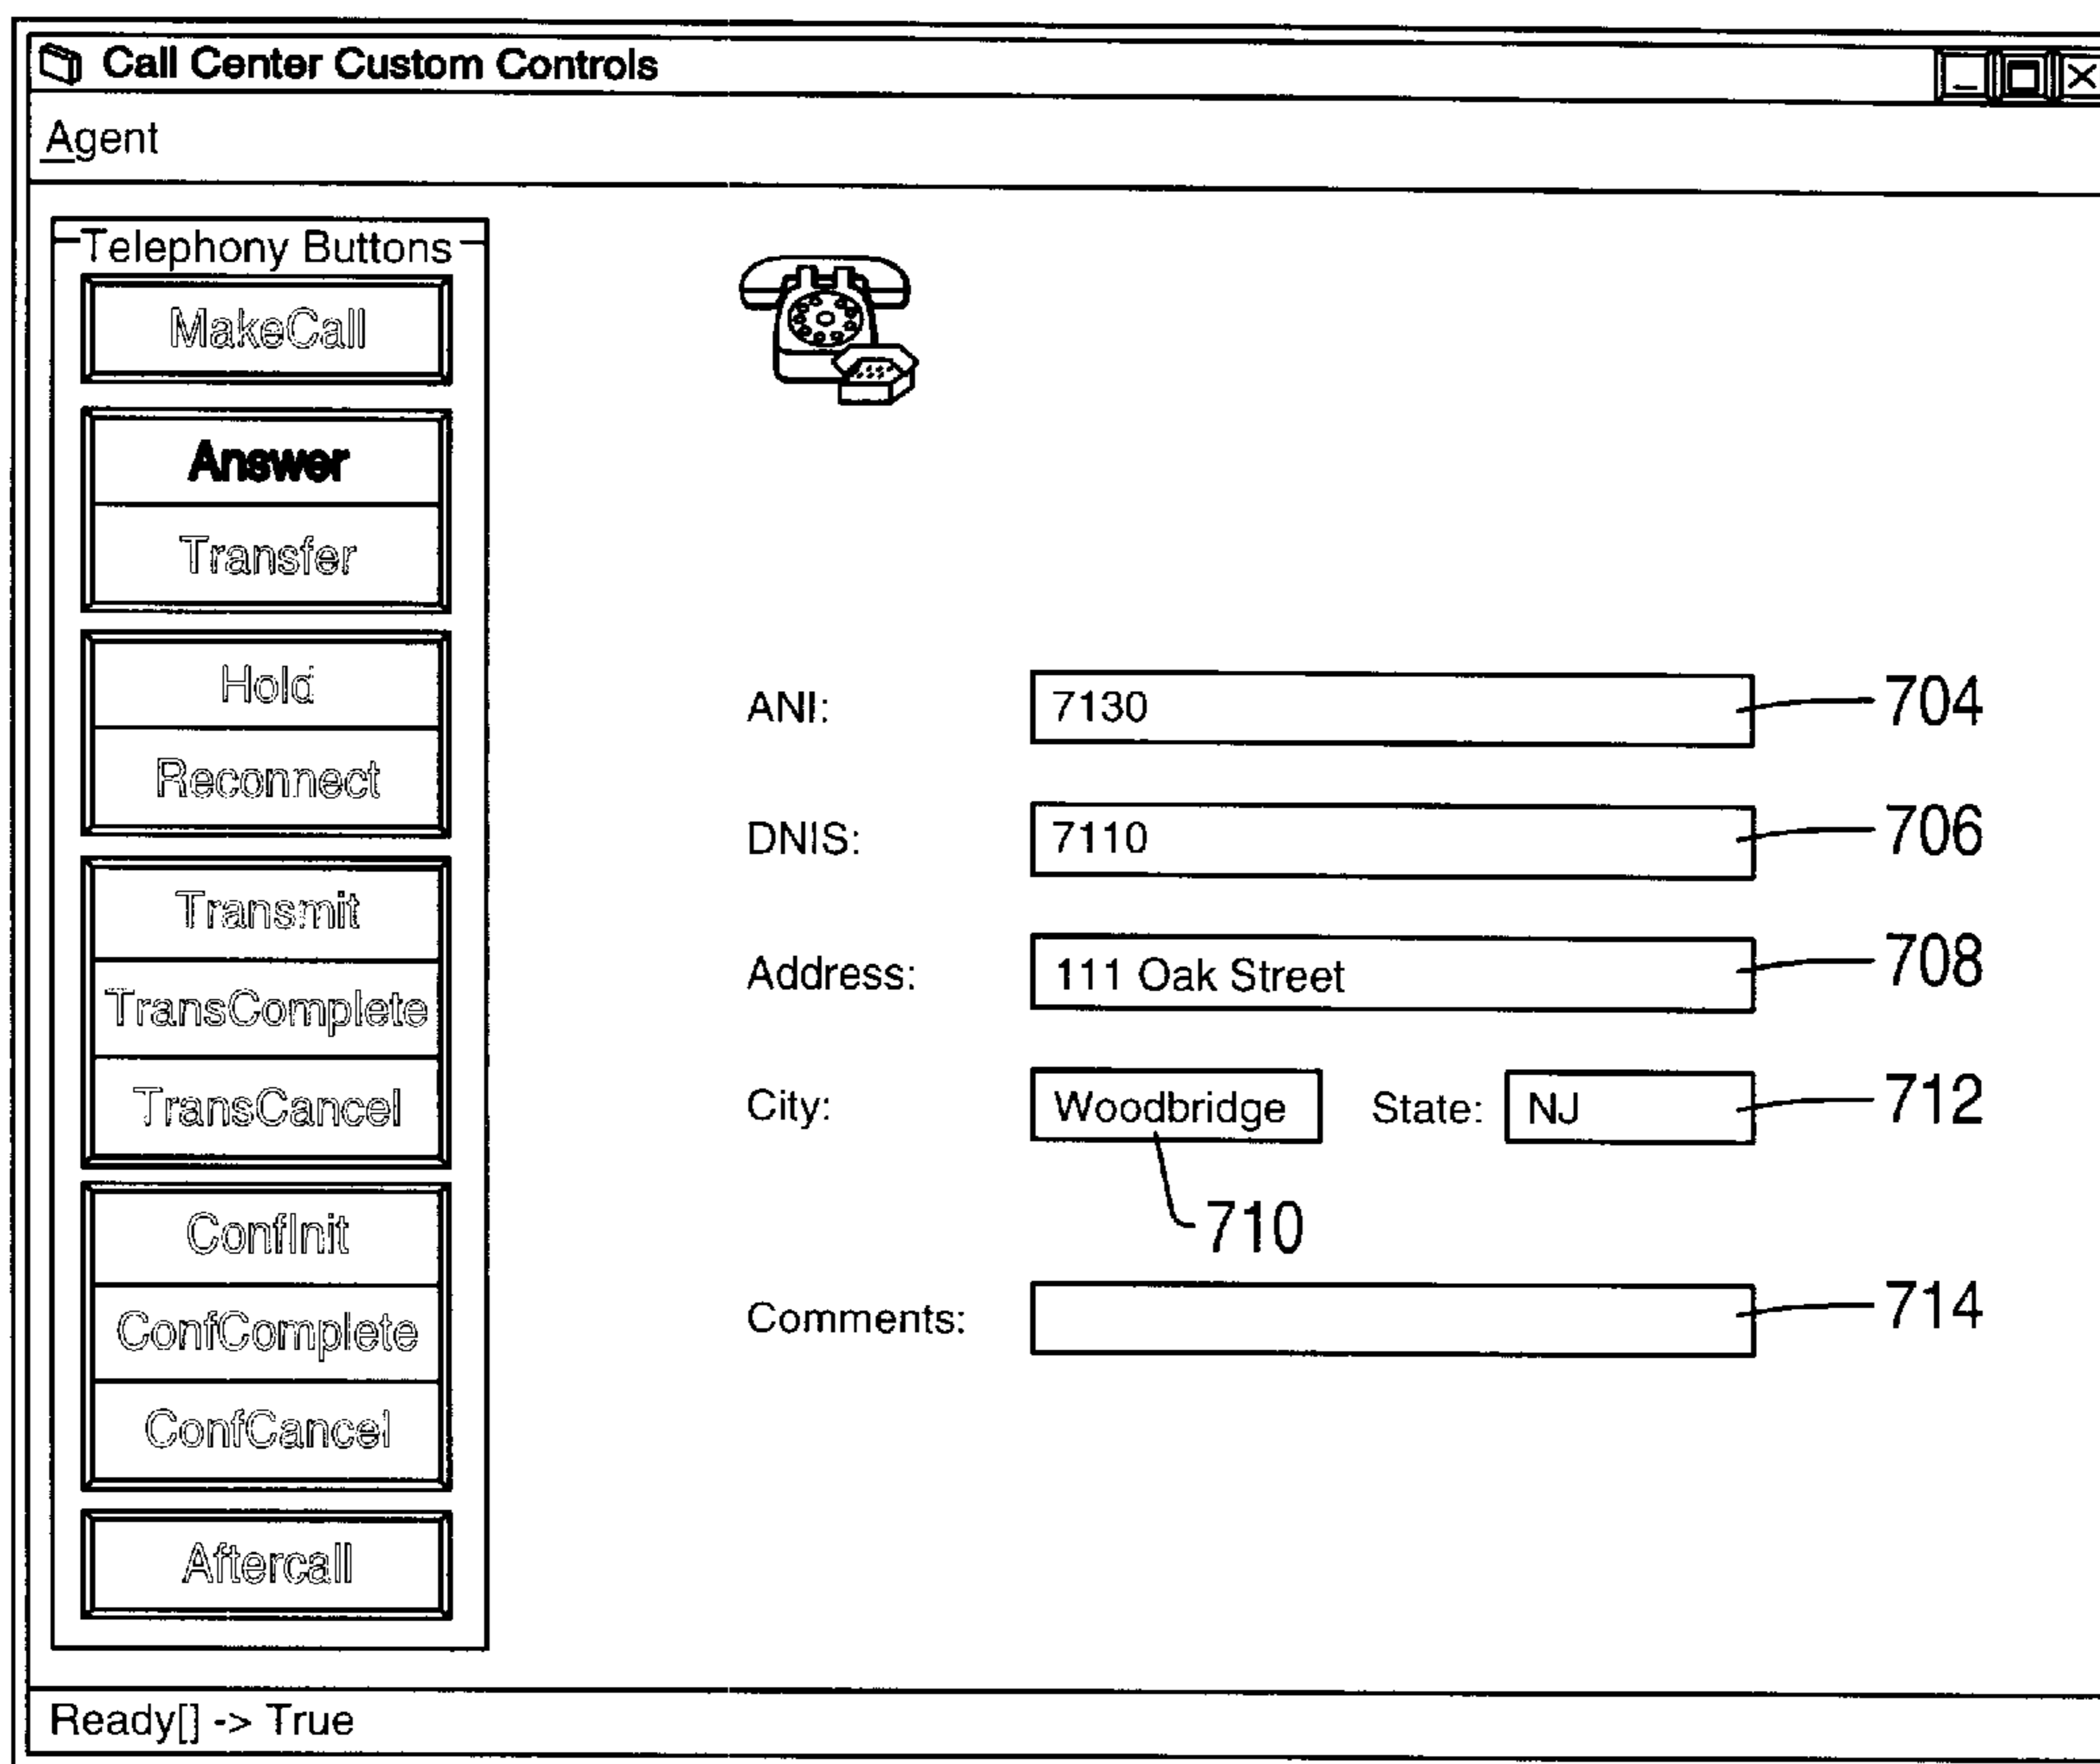 Call Center Custom Controls
Agent
Telephony Buttons
MakeCall
Answer
Transfer
Hold
Reconnect
Transmit
TransComplete
TransCancel
ConfInit
ConfComplete
ConfCancel
Aftercall
ANI: 7130 704
DNIS: 7110 706
Address: 111 Oak Street 708
City: Woodbridge State: NJ 712
710
Comments: 714
Ready[] -> True